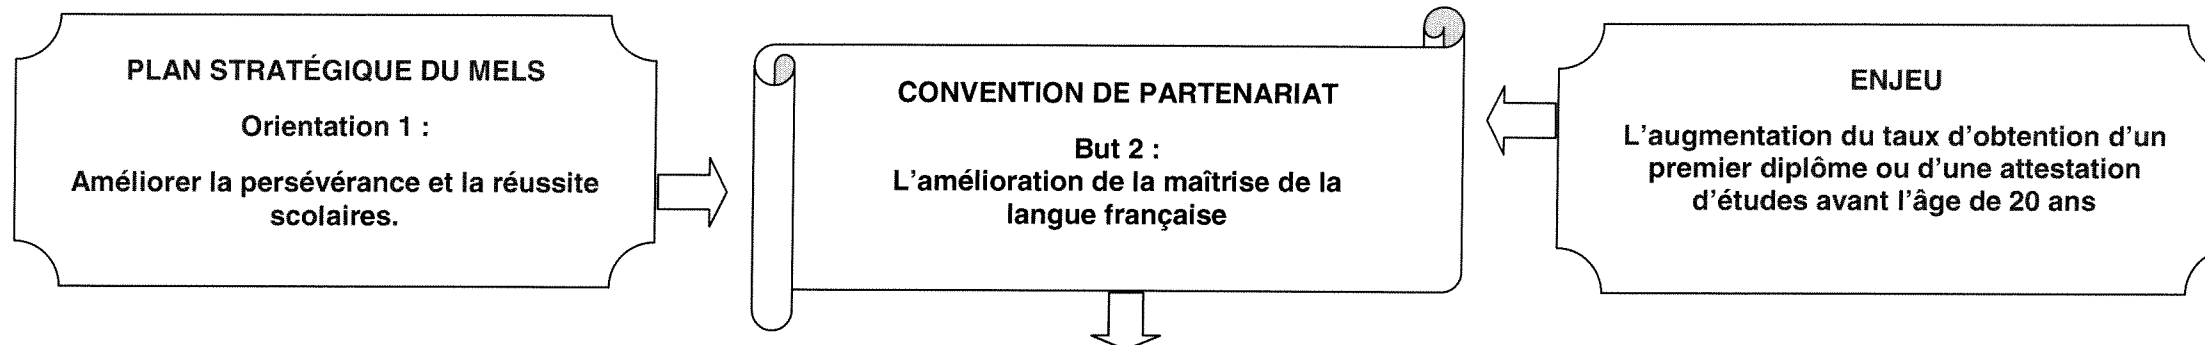 PLAN STRATÉGIQUE DU MELS
Orientation 1 :
Améliorer la persévérance et la réussite
scolaires.
CONVENTION DE PARTENARIAT
But 2 :
L'amélioration de la maîtrise de la
langue française
ENJEU
L'augmentation du taux d'obtention d'un
premier diplôme ou d'une attestation
d'études avant l'âge de 20 ans